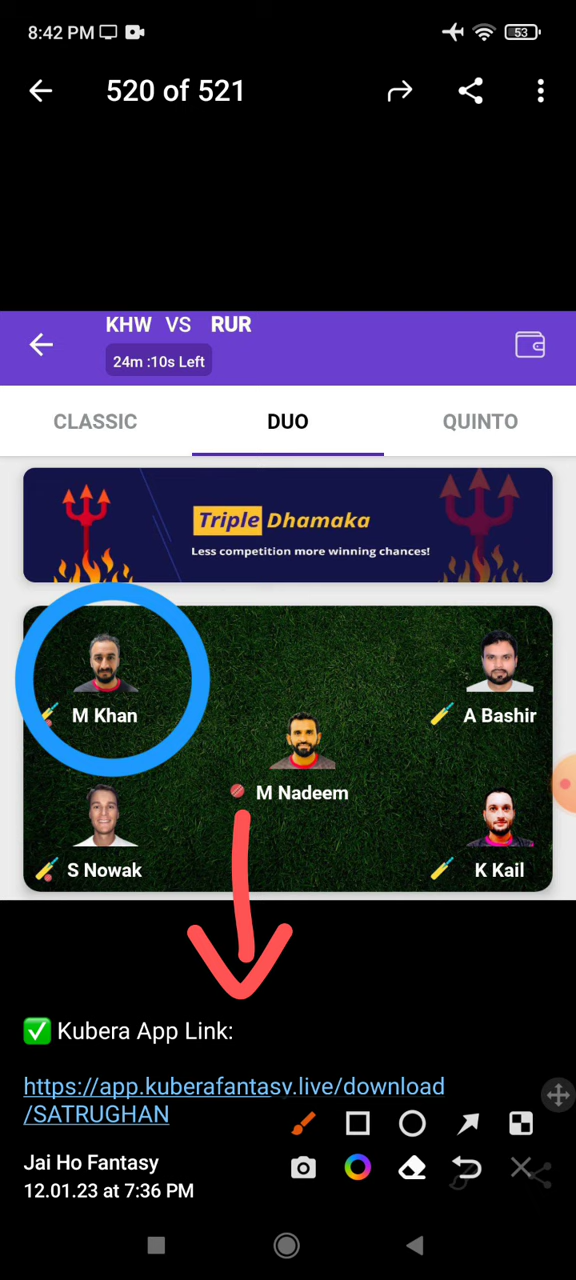 8:42 PM
53
520 of 521
KHW VS RUR
24m :10s Left
CLASSIC DUO QUINTO
Triple Dhamaka
Less competition more winning chances!
M Khan
A Bashir
M Nadeem
S Nowak
K Kail
✅ Kubera App Link:
https://app.kuberafantasy.live/download
/SATRUGHAN
Jai Ho Fantasy
12.01.23 at 7:36 PM